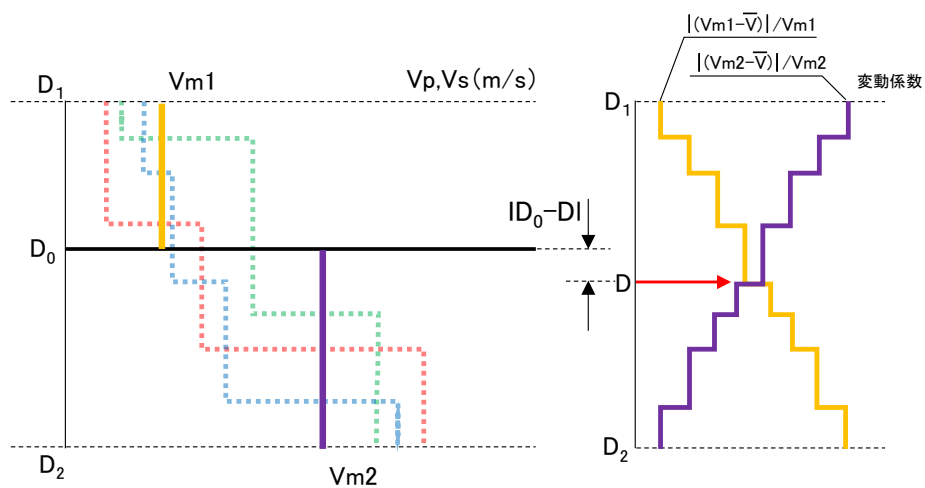 |(Vm1-V̅)|/Vm1
|(Vm2-V̅)|/Vm2
変動係数
D₁
Vm1
Vp,Vs(m/s)
D₁
|D₀-D|
D₀
D
D₂
Vm2
D₂